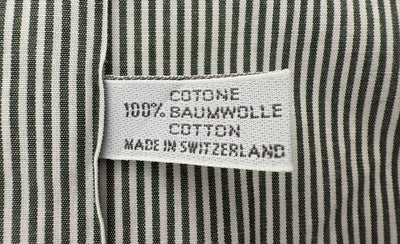 COTONE
100% BAUMWOLLE
COTTON
MADE IN SWITZERLAND